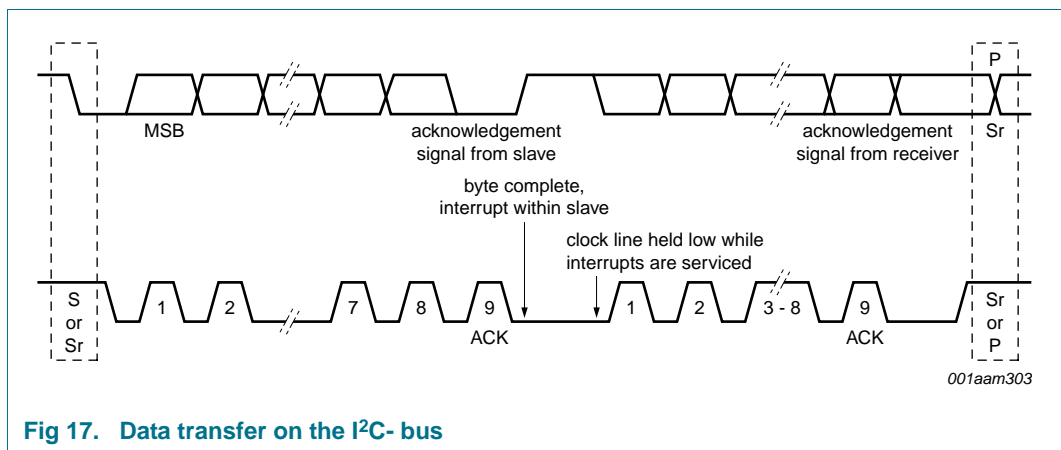 P
MSB
acknowledgement
signal from slave
acknowledgement
signal from receiver
Sr
byte complete,
interrupt within slave
clock line held low while
interrupts are serviced
S
or
Sr
1 2 7 8 9 1 2 3 - 8 9
ACK ACK
Sr
or
P
001aam303
Fig 17. Data transfer on the I²C- bus